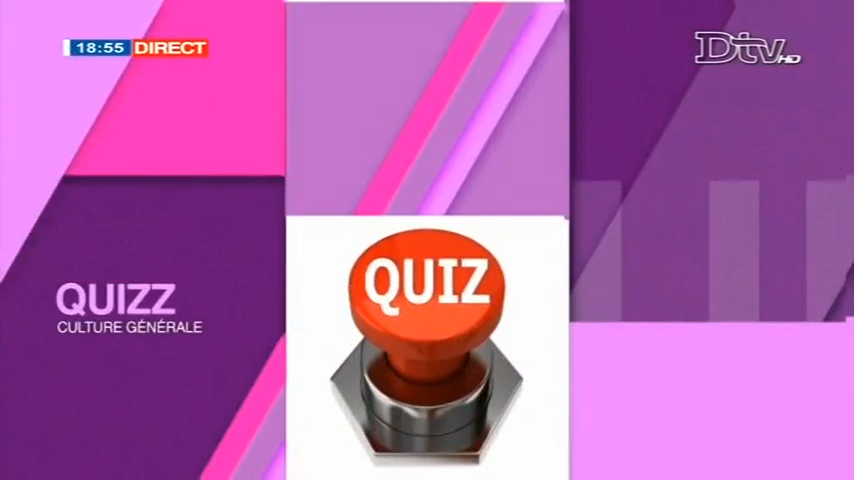 18:55 DIRECT
Dtv HD
QUIZZ
CULTURE GÉNÉRALE
QUIZ